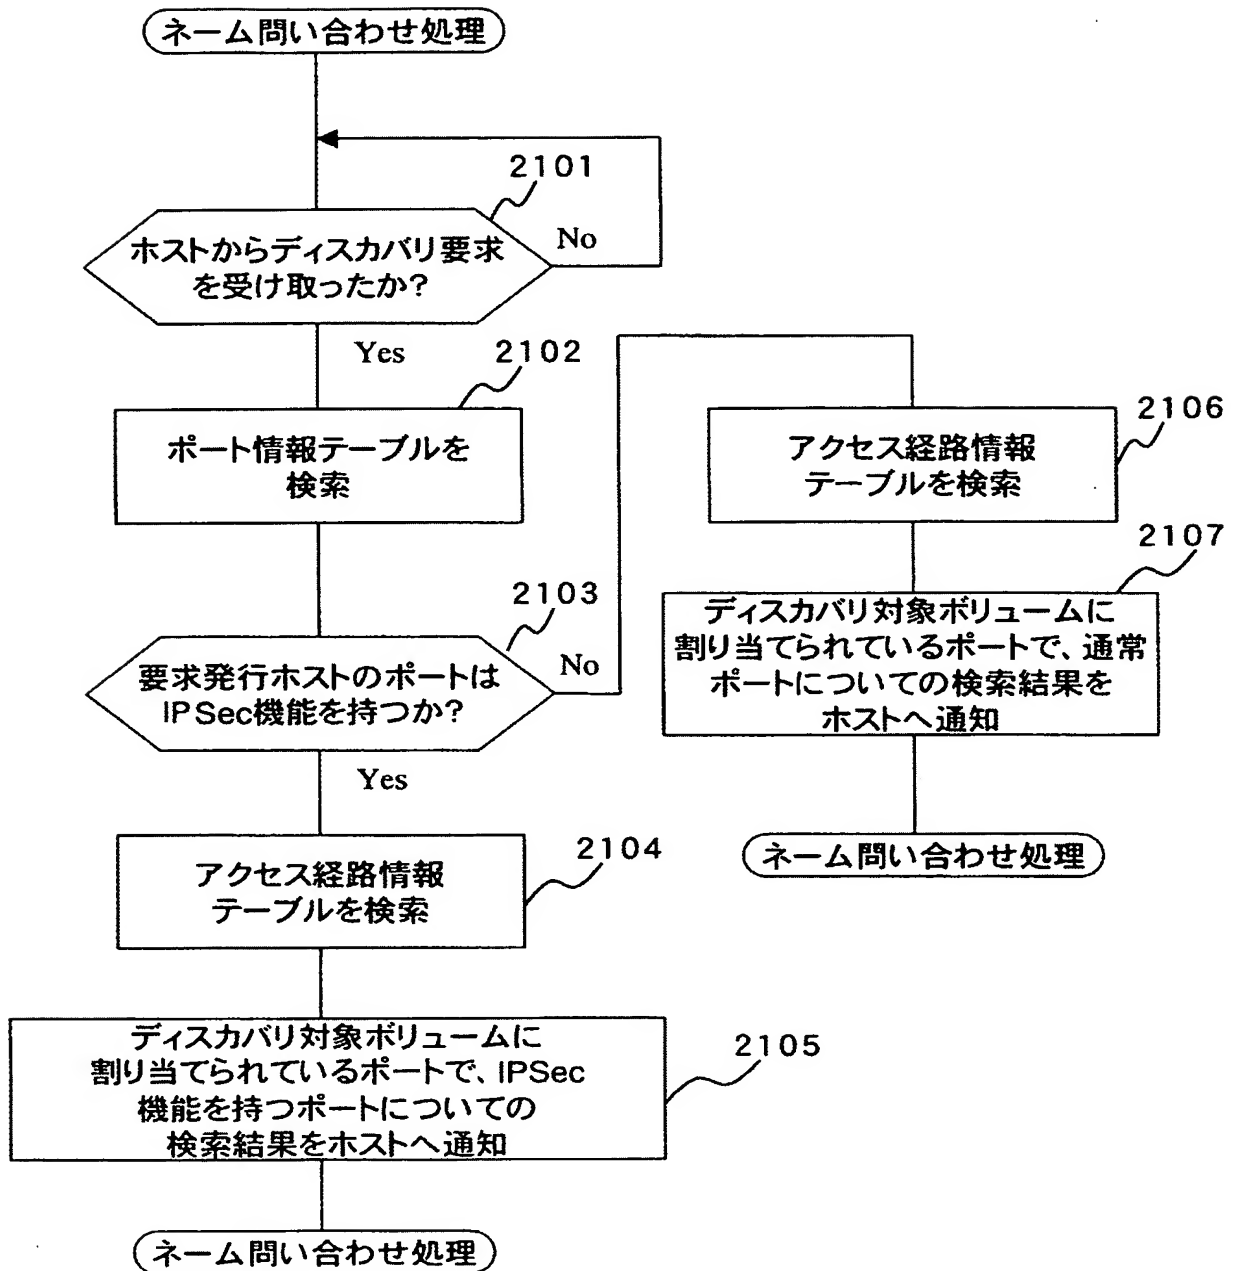 ネーム問い合わせ処理
2101
ホストからディスカバリ要求
を受け取ったか?
No
Yes
2102
ポート情報テーブルを
検索
2103
要求発行ホストのポートは
IPSec機能を持つか?
No
Yes
2104
アクセス経路情報
テーブルを検索
2105
ディスカバリ対象ボリュームに
割り当てられているポートで、IPSec
機能を持つポートについての
検索結果をホストへ通知
ネーム問い合わせ処理
2106
アクセス経路情報
テーブルを検索
2107
ディスカバリ対象ボリュームに
割り当てられているポートで、通常
ポートについての検索結果を
ホストへ通知
ネーム問い合わせ処理